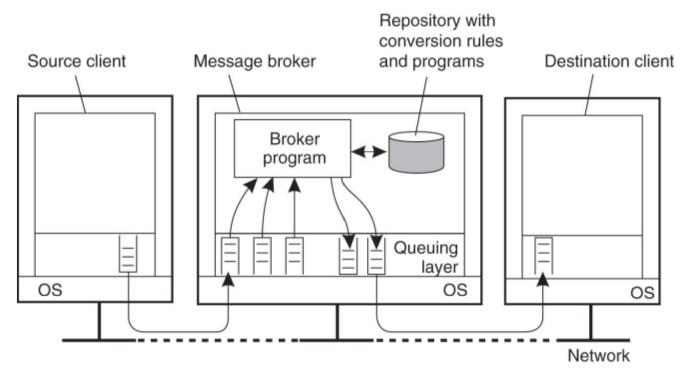 Repository with
conversion rules
and programs
Source client
Message broker
Destination client
Broker
program
Queuing
layer
OS
OS
OS
Network